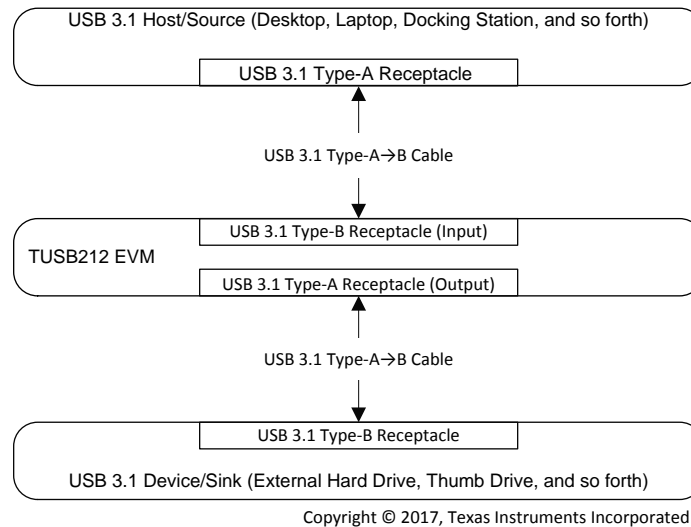 USB 3.1 Host/Source (Desktop, Laptop, Docking Station, and so forth)
USB 3.1 Type-A Receptacle
USB 3.1 Type-A→B Cable
USB 3.1 Type-B Receptacle (Input)
TUSB212 EVM
USB 3.1 Type-A Receptacle (Output)
USB 3.1 Type-A→B Cable
USB 3.1 Type-B Receptacle
USB 3.1 Device/Sink (External Hard Drive, Thumb Drive, and so forth)
Copyright © 2017, Texas Instruments Incorporated